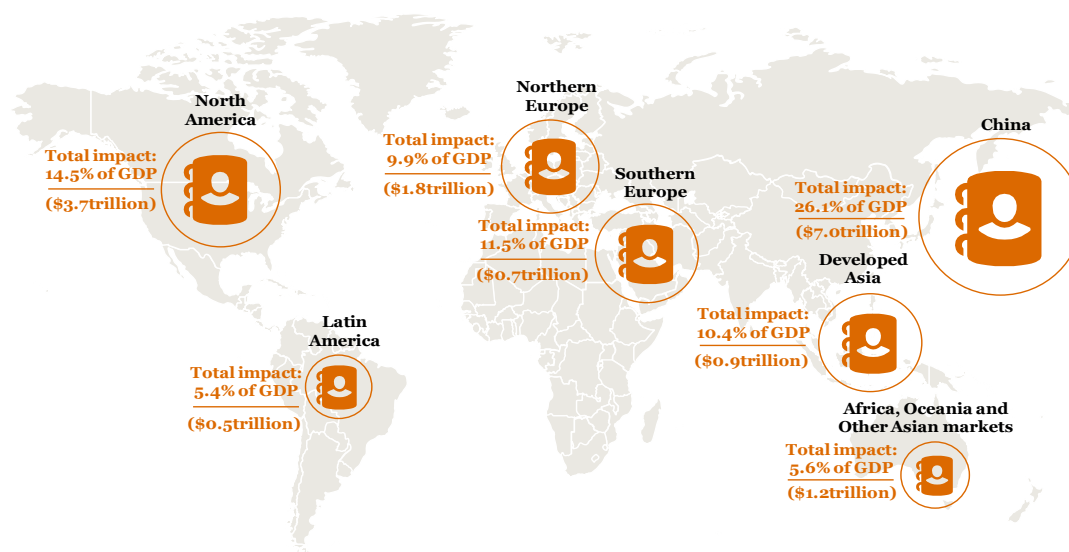 North
America
Total impact:
14.5% of GDP
($3.7trillion)
Northern
Europe
Total impact:
9.9% of GDP
($1.8trillion)
Southern
Europe
Total impact:
11.5% of GDP
($0.7trillion)
China
Total impact:
26.1% of GDP
($7.0trillion)
Developed
Asia
Total impact:
10.4% of GDP
($0.9trillion)
Latin
America
Total impact:
5.4% of GDP
($0.5trillion)
Africa, Oceania and
Other Asian markets
Total impact:
5.6% of GDP
($1.2trillion)